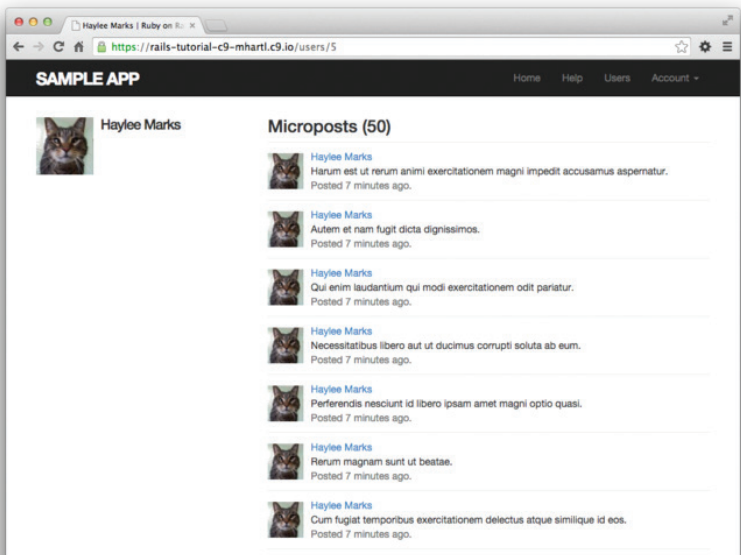 Haylee Marks | Ruby on Ra
https://rails-tutorial-c9-mhartl.c9.io/users/5
SAMPLE APP
Home Help Users Account
Haylee Marks
Microposts (50)
Haylee Marks
Harum est ut rerum animi exercitationem magni impedit accusamus aspernatur.
Posted 7 minutes ago.
Haylee Marks
Autem et nam fugit dicta dignissimos.
Posted 7 minutes ago.
Haylee Marks
Qui enim laudantium qui modi exercitationem odit pariatur.
Posted 7 minutes ago.
Haylee Marks
Necessitatibus libero aut ut ducimus corrupti soluta ab eum.
Posted 7 minutes ago.
Haylee Marks
Perferendis nesciunt id libero ipsam amet magni optio quasi.
Posted 7 minutes ago.
Haylee Marks
Rerum magnam sunt ut beatae.
Posted 7 minutes ago.
Haylee Marks
Cum fugiat temporibus exercitationem delectus atque similique id eos.
Posted 7 minutes ago.